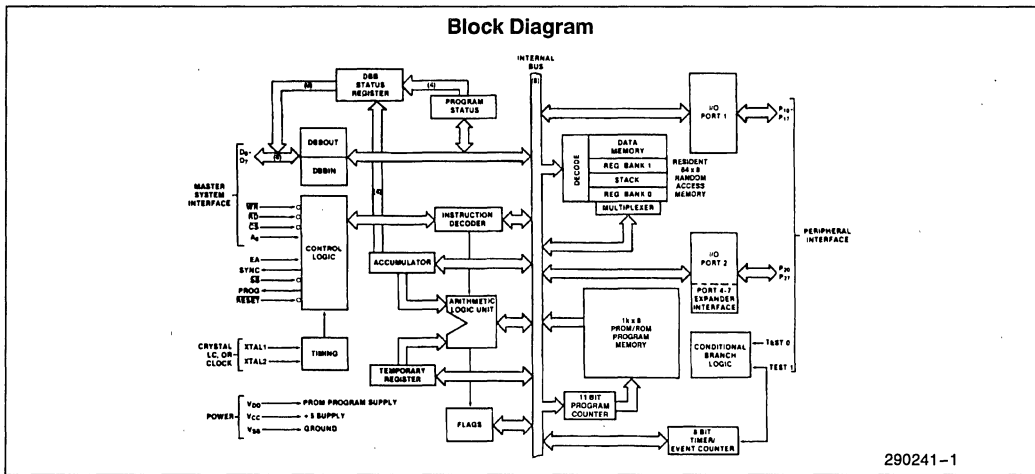 Block Diagram
INTERNAL
BUS
(8)
DBB
STATUS
REGISTER
(4)
PROGRAM
STATUS
I/O
PORT 1
P10-
P17
D0-
D7
(8)
DBBOUT
DBBIN
DECODE
DATA
MEMORY
REG BANK 1
STACK
REG BANK 0
MULTIPLEXER
RESIDENT
64 x 8
RANDOM
ACCESS
MEMORY
MASTER
SYSTEM
INTERFACE
WR
RD
CS
A0
EA
SYNC
SS
PROG
RESET
CONTROL
LOGIC
(4)
INSTRUCTION
DECODER
ACCUMULATOR
PERIPHERAL
INTERFACE
I/O
PORT 2
PORT 4-7
EXPANDER
INTERFACE
P20
P27
ARITHMETIC
LOGIC UNIT
1k x 8
PROM/ROM
PROGRAM
MEMORY
CONDITIONAL
BRANCH
LOGIC
TEST 0
TEST 1
CRYSTAL
LC, OR
CLOCK
XTAL1
XTAL2
TIMING
TEMPORARY
REGISTER
11 BIT
PROGRAM
COUNTER
POWER
VDD
PROM PROGRAM SUPPLY
VCC
+5 SUPPLY
VSS
GROUND
FLAGS
8 BIT
TIMER/
EVENT COUNTER
290241-1